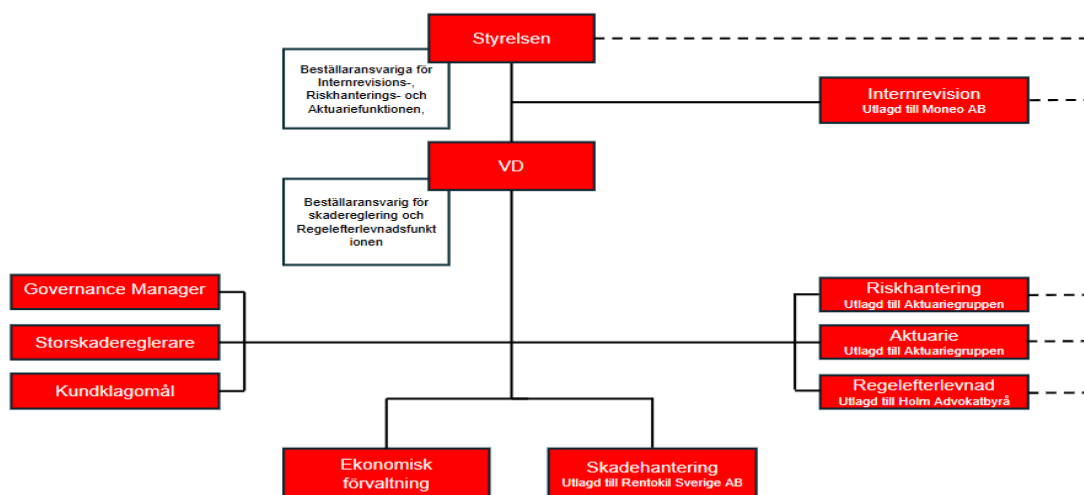 Styrelsen
Beställaransvariga för
Internrevisions-,
Riskhanterings- och
Aktuariefunktionen,
Internrevision
Utlagd till Moneo AB
VD
Beställaransvarig för
skadereglering och
Regelefterlevnadsfunkt
ionen
Governance Manager
Storskadereglerare
Kundklagomål
Riskhantering
Utlagd till Aktuariegruppen
Aktuarie
Utlagd till Aktuariegruppen
Regelefterlevnad
Utlagd till Holm Advokatbyrå
Ekonomisk
förvaltning
Skadehantering
Utlagd till Rentokil Sverige AB